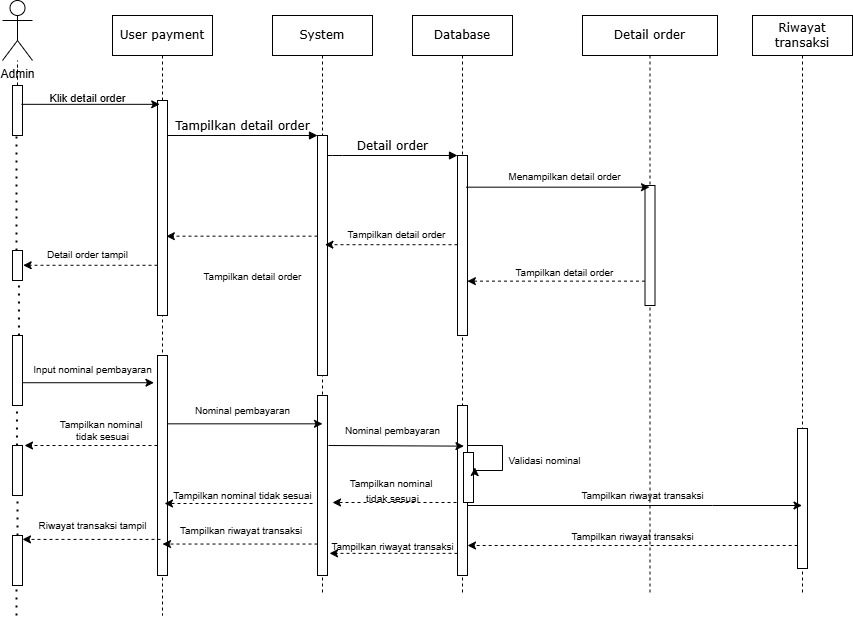 Admin
User payment
System
Database
Detail order
Riwayat
transaksi
Klik detail order
Tampilkan detail order
Detail order
Menampilkan detail order
Tampilkan detail order
Detail order tampil
Tampilkan detail order
Tampilkan detail order
Input nominal pembayaran
Nominal pembayaran
Tampilkan nominal
tidak sesuai
Nominal pembayaran
Validasi nominal
Tampilkan nominal
tidak sesuai
Tampilkan nominal tidak sesuai
Tampilkan riwayat transaksi
Riwayat transaksi tampil
Tampilkan riwayat transaksi
Tampilkan riwayat transaksi
Tampilkan riwayat transaksi